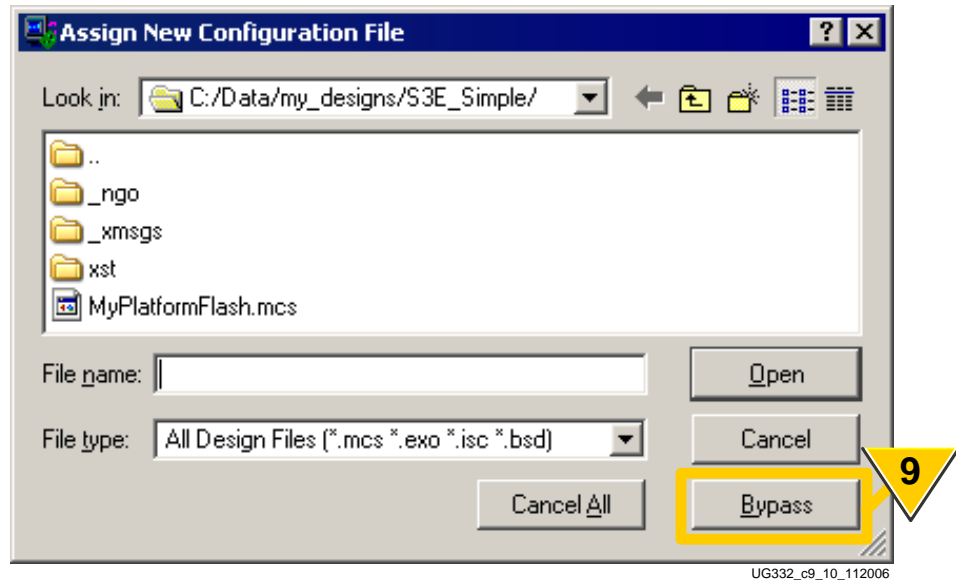 Assign New Configuration File
Look in: C:/Data/my_designs/S3E_Simple/
..
_ngo
_xmsgs
xst
MyPlatformFlash.mcs
File name: Open
File type: All Design Files (*.mcs *.exo *.isc *.bsd) Cancel
9
Cancel All Bypass
UG332_c9_10_112006